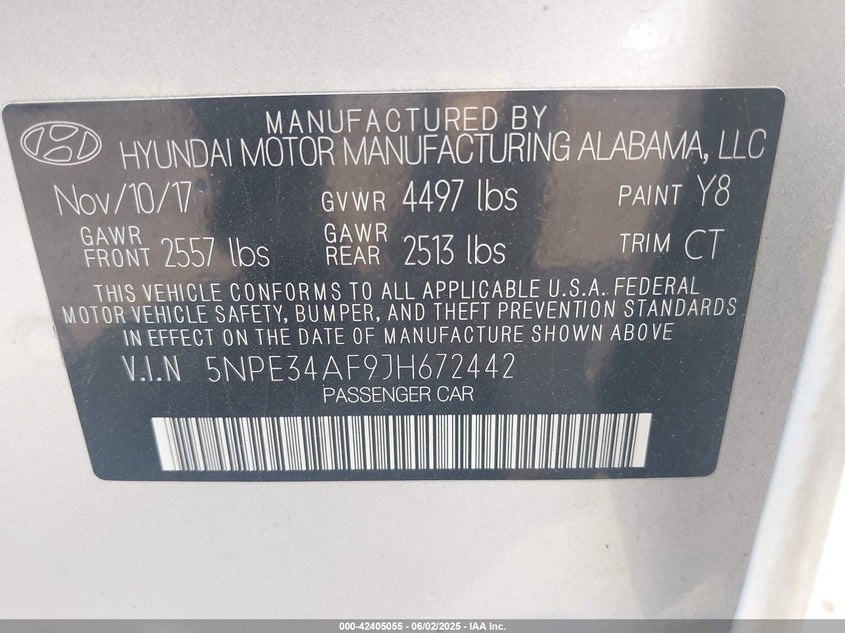 MANUFACTURED BY
HYUNDAI MOTOR MANUFACTURING ALABAMA, LLC
Nov/10/17 GVWR 4497 lbs PAINT Y8
GAWR FRONT 2557 lbs GAWR REAR 2513 lbs TRIM CT
THIS VEHICLE CONFORMS TO ALL APPLICABLE U.S.A. FEDERAL
MOTOR VEHICLE SAFETY, BUMPER, AND THEFT PREVENTION STANDARDS
IN EFFECT ON THE DATE OF MANUFACTURE SHOWN ABOVE
V.I.N 5NPE34AF9JH672442
PASSENGER CAR
000-42405055 - 06/02/2025 - IAA Inc.